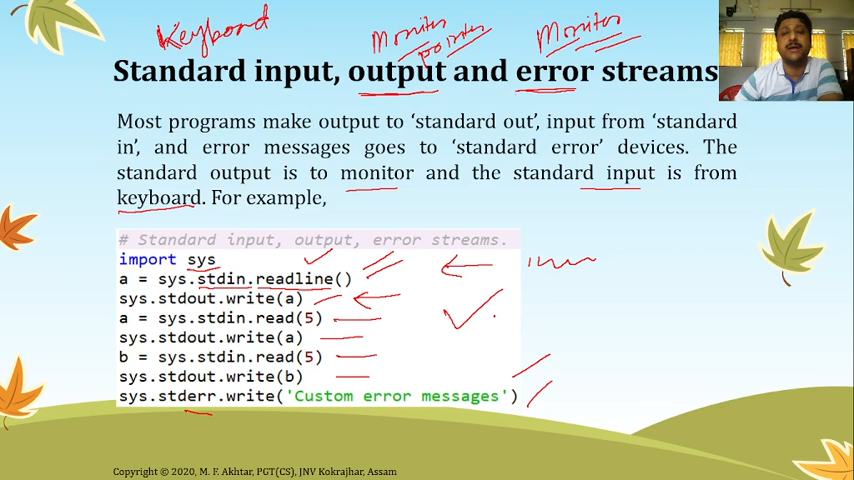 Keyboard
Monitor
pointer
Monitor
Standard input, output and error streams
Most programs make output to ‘standard out’, input from ‘standard
in’, and error messages goes to ‘standard error’ devices. The
standard output is to monitor and the standard input is from
keyboard. For example,
# Standard input, output, error streams.
import sys
a = sys.stdin.readline()
sys.stdout.write(a)
a = sys.stdin.read(5)
sys.stdout.write(a)
b = sys.stdin.read(5)
sys.stdout.write(b)
sys.stderr.write('Custom error messages')
Copyright © 2020, M. F. Akhtar, PGT(CS), JNV Kokrajhar, Assam